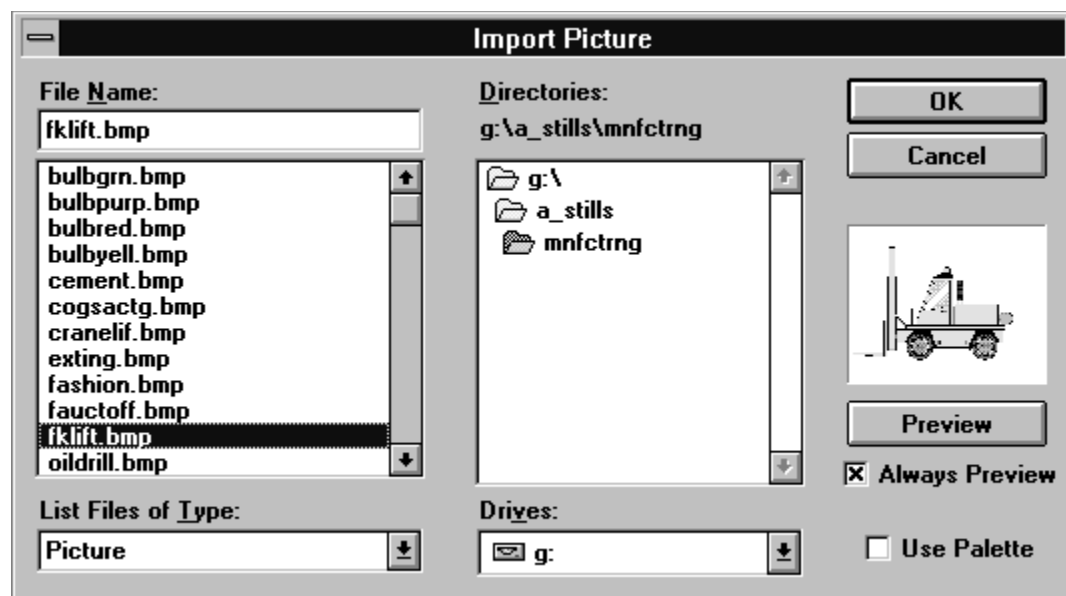 Import Picture
File Name:
fklift.bmp
bulbgrn.bmp
bulbpurp.bmp
bulbred.bmp
bulbyell.bmp
cement.bmp
cogsactg.bmp
cranelif.bmp
exting.bmp
fashion.bmp
fauctoff.bmp
fklift.bmp
oildrill.bmp
List Files of Type:
Picture
Directories:
g:\a_stills\mnfctrng
g:\
a_stills
mnfctrng
Drives:
g:
OK
Cancel
Preview
Always Preview
Use Palette